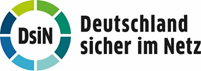 DsiN
Deutschland
sicher im Netz